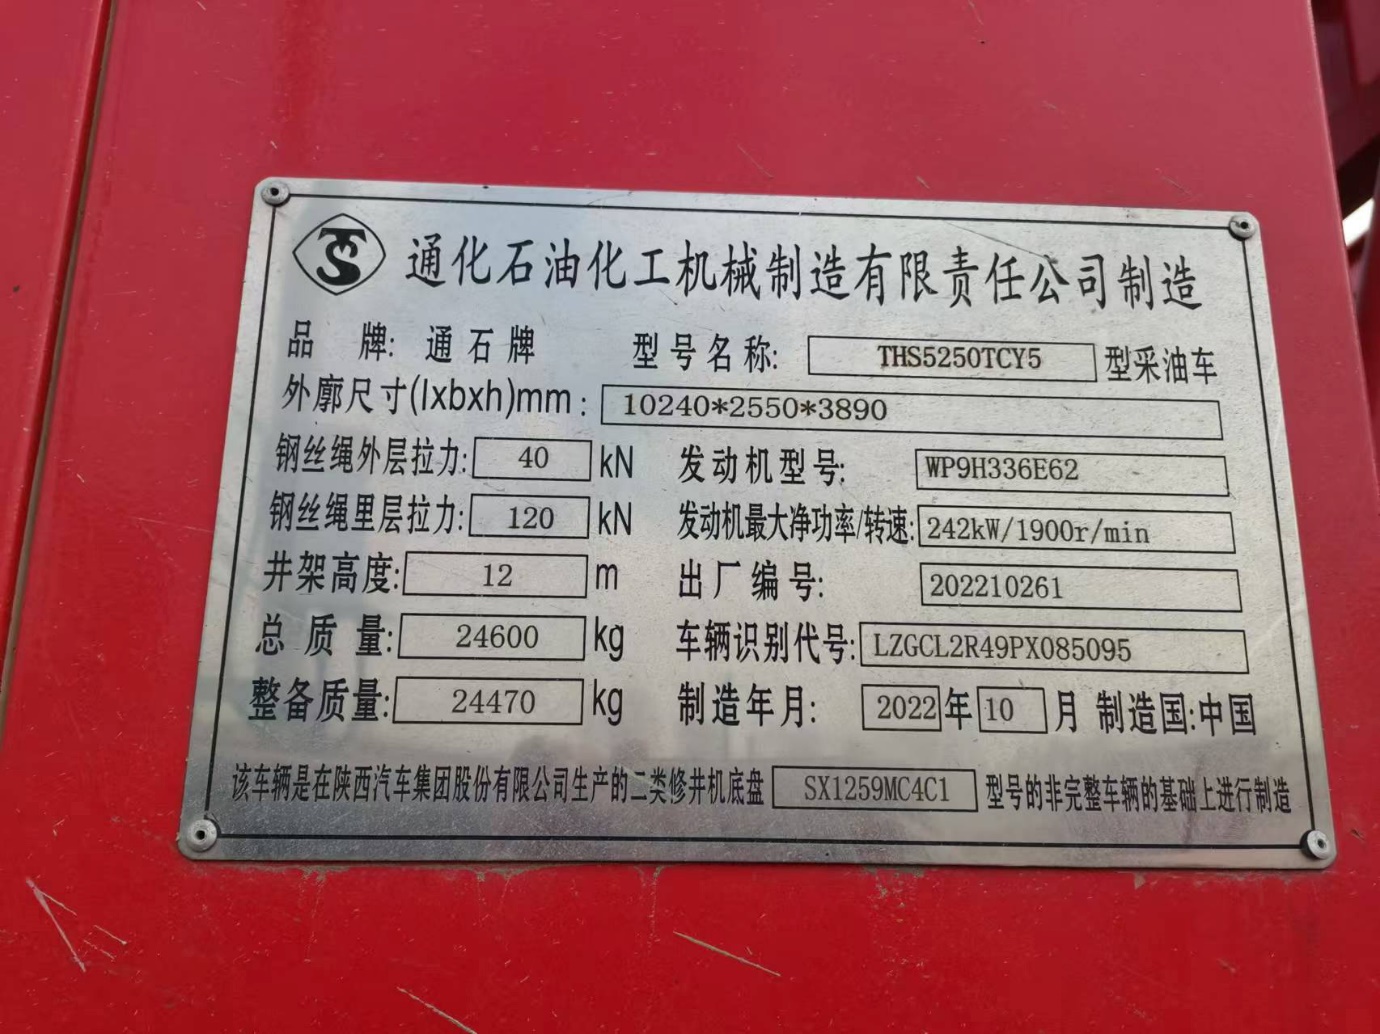 通化石油化工机械制造有限责任公司制造
品 牌: 通石牌 型号名称: THS5250TCY5 型采油车
外廓尺寸(lxbxh)mm: 10240*2550*3890
钢丝绳外层拉力: 40 kN 发动机型号: WP9H336E62
钢丝绳里层拉力: 120 kN 发动机最大净功率/转速: 242kW/1900r/min
井架高度: 12 m 出厂编号: 202210261
总质量: 24600 kg 车辆识别代号: LZGCL2R49PX085095
整备质量: 24470 kg 制造年月: 2022 年 10 月 制造国:中国
该车辆是在陕西汽车集团股份有限公司生产的二类修井机底盘 SX1259MC4C1 型号的非完整车辆的基础上进行制造